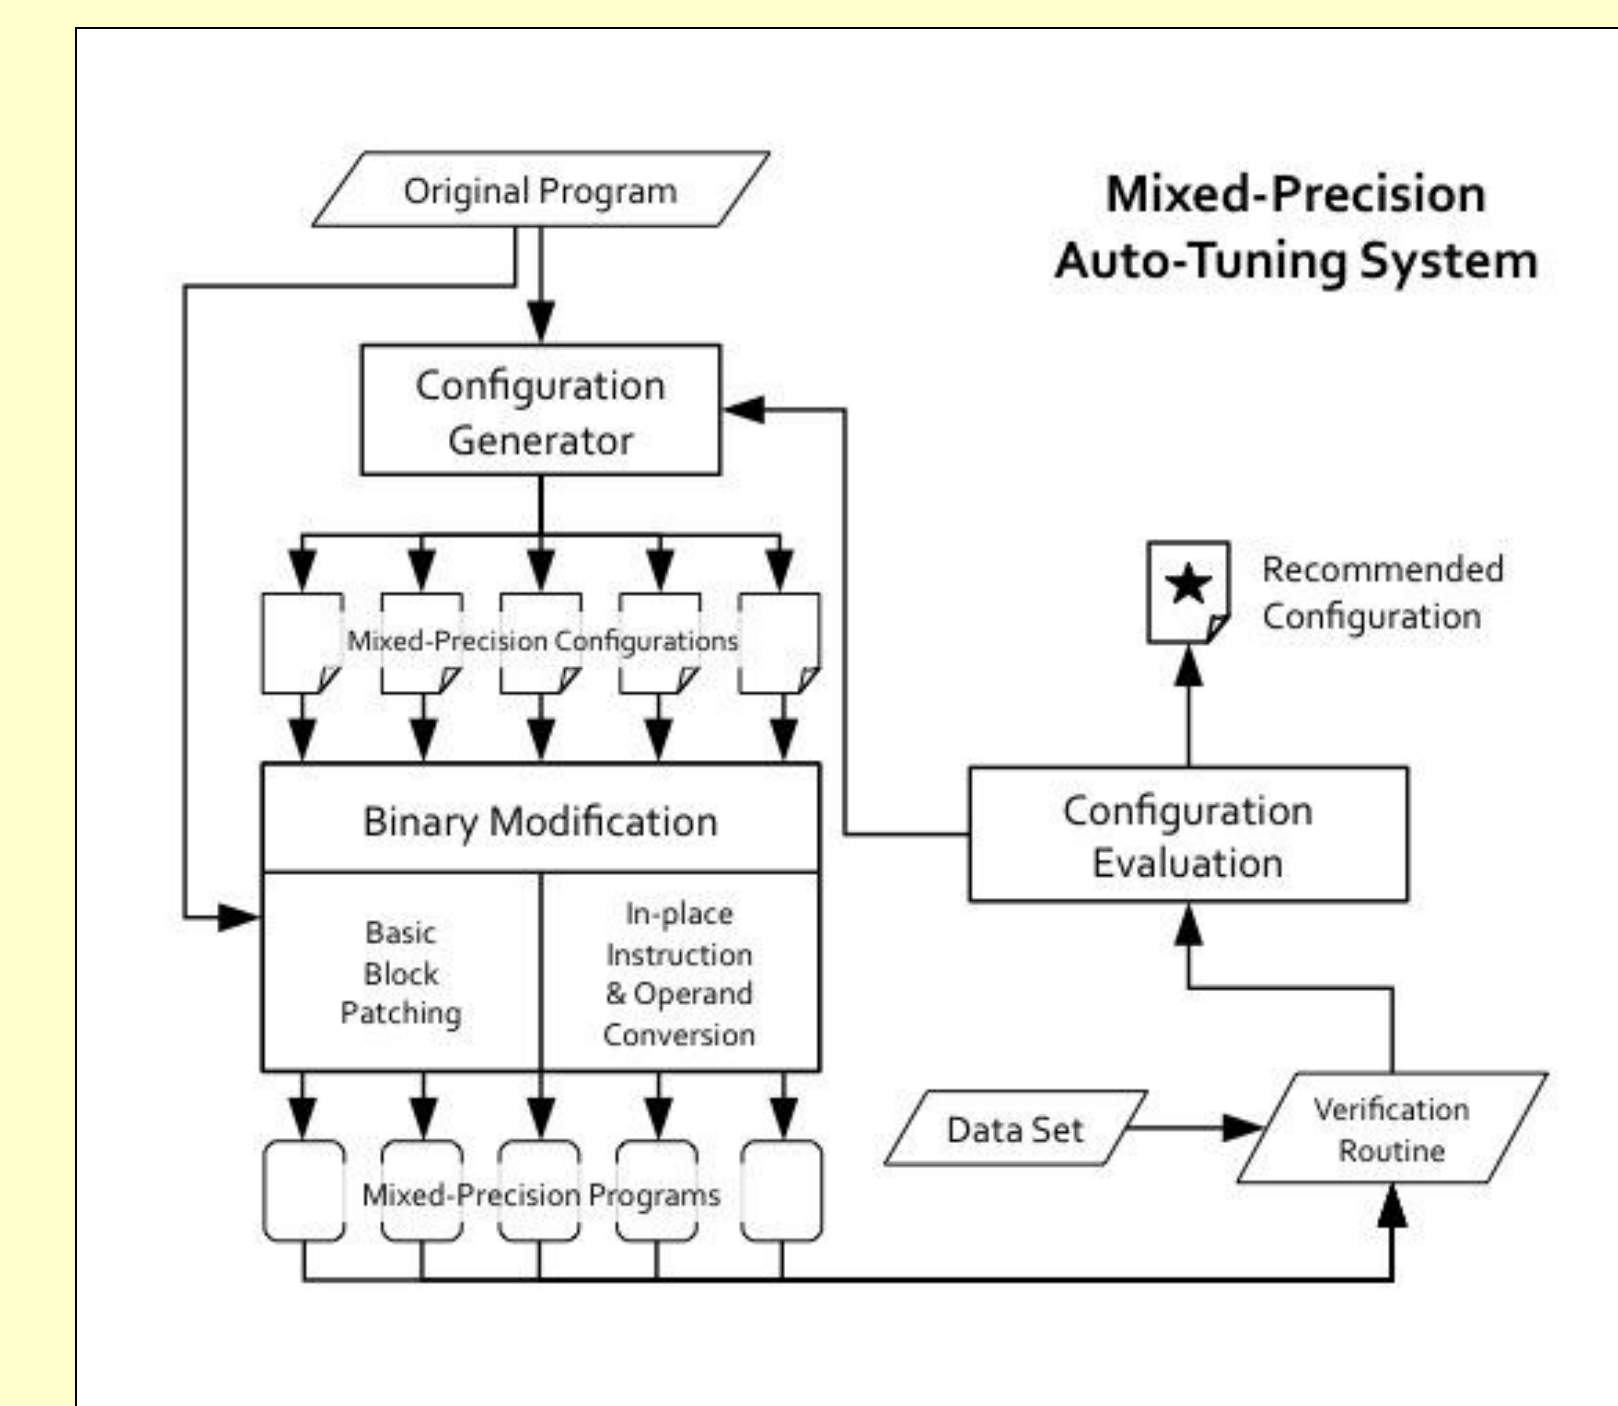 Original Program
Mixed-Precision
Auto-Tuning System
Configuration
Generator
Mixed-Precision Configurations
Recommended
Configuration
Binary Modification
Basic
Block
Patching
In-place
Instruction
& Operand
Conversion
Configuration
Evaluation
Data Set
Verification
Routine
Mixed-Precision Programs